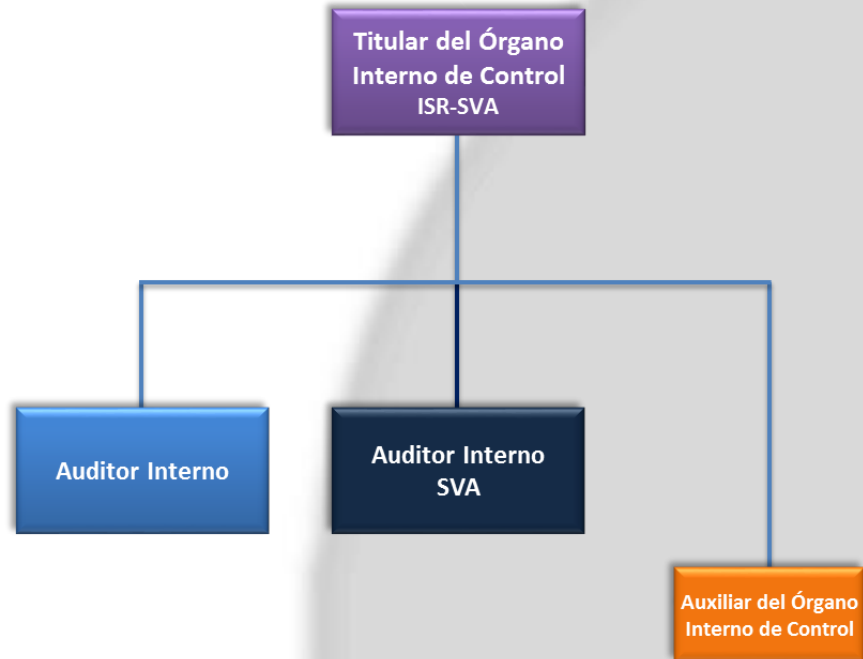 Titular del Órgano
Interno de Control
ISR-SVA
Auditor Interno
Auditor Interno
SVA
Auxiliar del Órgano
Interno de Control